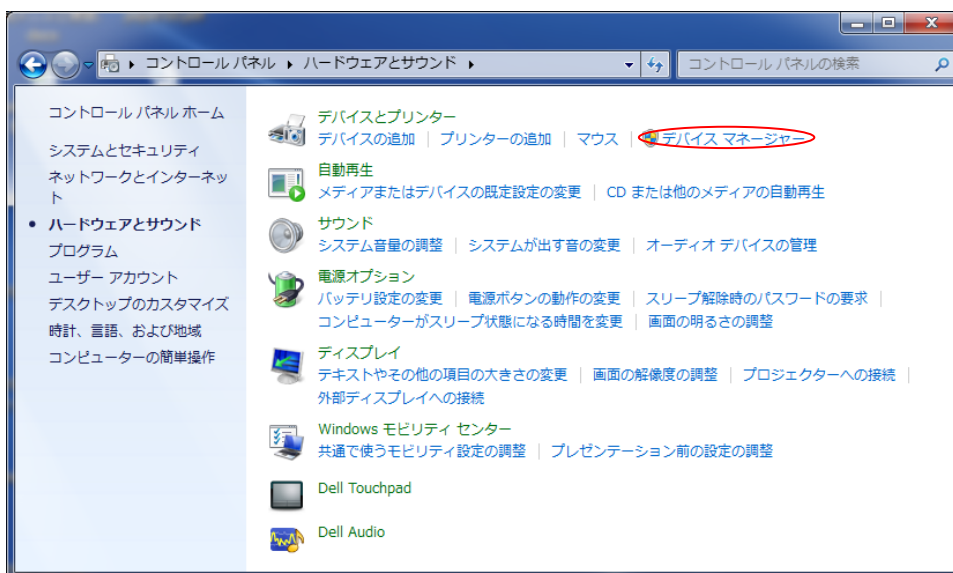 コントロール パネル ▸ ハードウェアとサウンド ▸
コントロール パネルの検索
コントロール パネル ホーム
システムとセキュリティ
ネットワークとインターネッ
ト
• ハードウェアとサウンド
プログラム
ユーザー アカウント
デスクトップのカスタマイズ
時計、言語、および地域
コンピューターの簡単操作
デバイスとプリンター
デバイスの追加 | プリンターの追加 | マウス | デバイス マネージャー
自動再生
メディアまたはデバイスの既定設定の変更 | CD または他のメディアの自動再生
サウンド
システム音量の調整 | システムが出す音の変更 | オーディオ デバイスの管理
電源オプション
バッテリ設定の変更 | 電源ボタンの動作の変更 | スリープ解除時のパスワードの要求 |
コンピューターがスリープ状態になる時間を変更 | 画面の明るさの調整
ディスプレイ
テキストやその他の項目の大きさの変更 | 画面の解像度の調整 | プロジェクターへの接続 |
外部ディスプレイへの接続
Windows モビリティ センター
共通で使うモビリティ設定の調整 | プレゼンテーション前の設定の調整
Dell Touchpad
Dell Audio